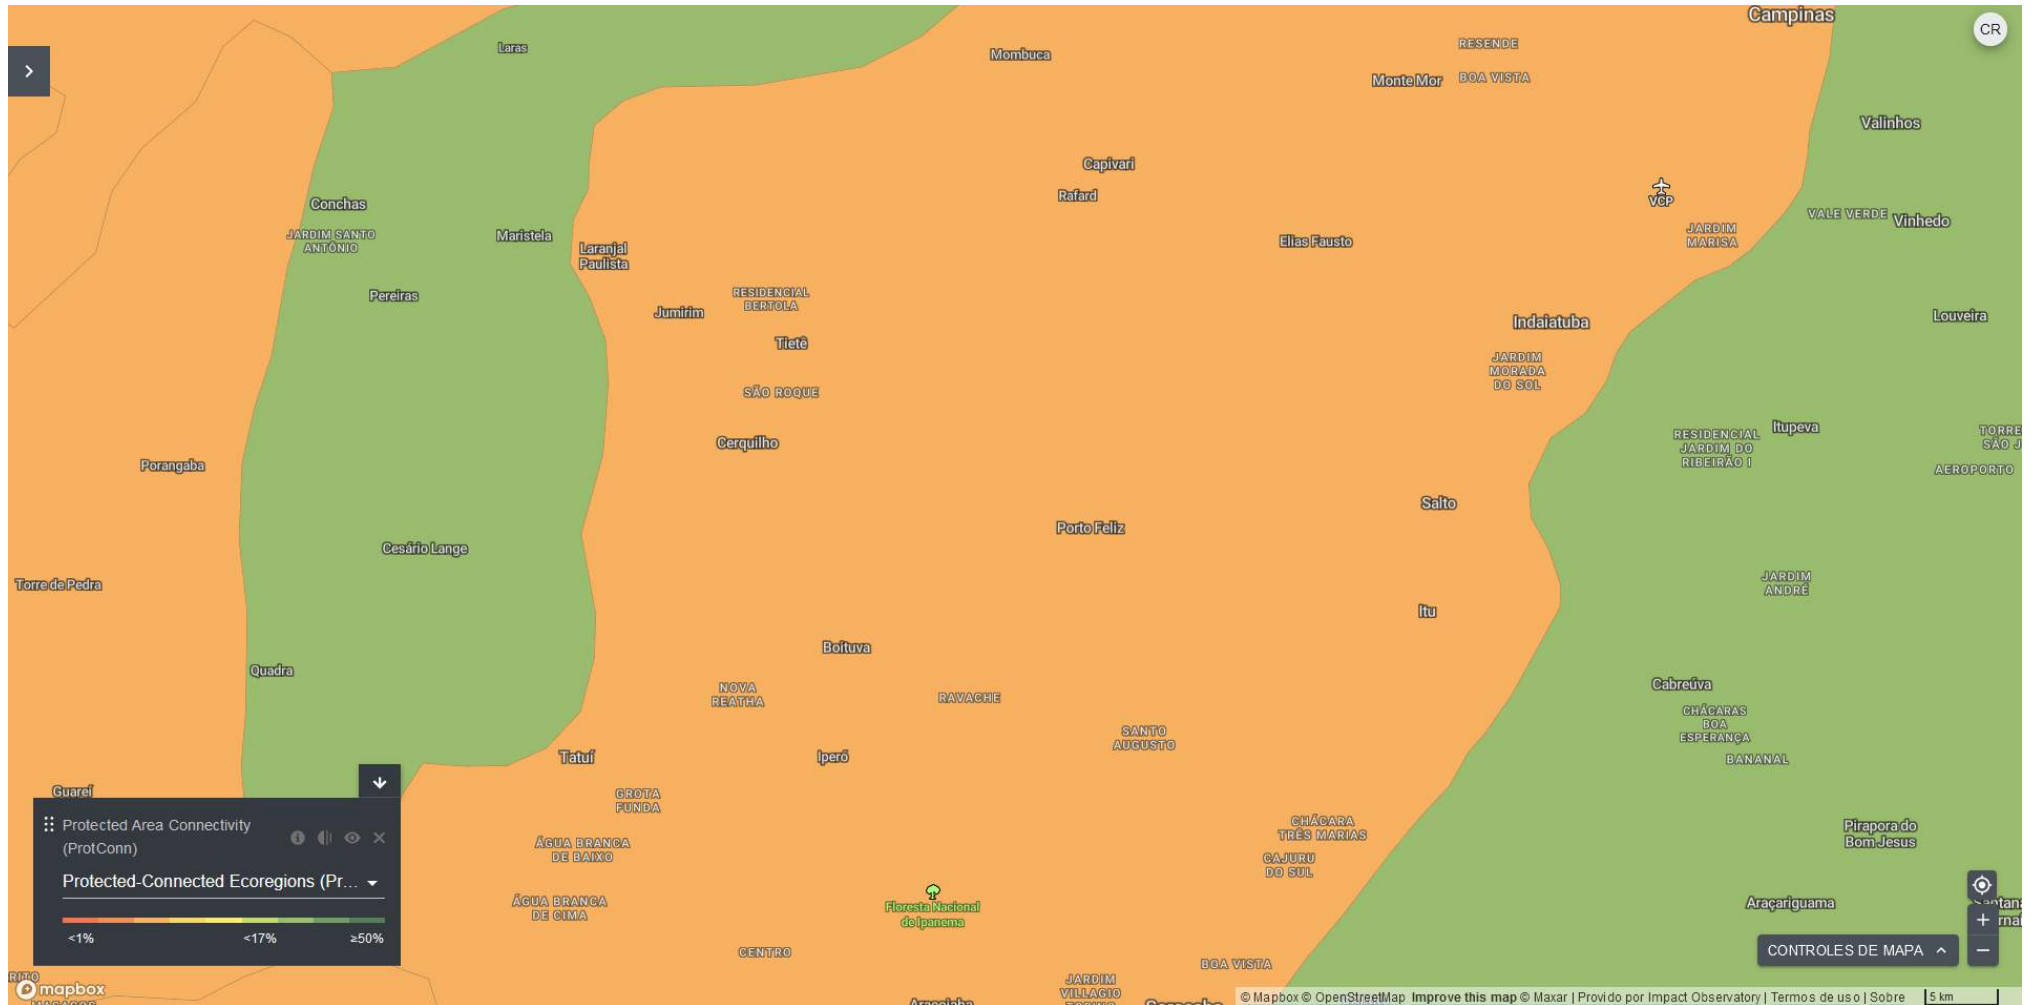 Campinas
CR
Laras
Mombuca
RESENDE
Monte Mor
BOA VISTA
Valinhos
Capivari
Rafard
VCP
Conchas
JARDIM SANTO
ANTÔNIO
Maristela
Laranjal
Paulista
Elias Fausto
JARDIM
MARISA
VALE VERDE
Vinhedo
Pereiras
RESIDENCIAL
BERTOLA
Jumirim
Tietê
Indaiatuba
Louveira
JARDIM
MORADA
DO SOL
SÃO ROQUE
Cerquilho
RESIDENCIAL
JARDIM DO
RIBEIRÃO I
Itupeva
TORRE
SÃO J
AEROPORTO
Porangaba
Salto
Porto Feliz
Cesário Lange
Torre de Pedra
JARDIM
ANDRÉ
Itu
Boituva
Quadra
NOVA
REATHA
RAVACHE
Cabreúva
CHÁCARAS
BOA
ESPERANÇA
BANANAL
SANTO
AUGUSTO
Tatuí
Iperó
Guareí
GROTA
FUNDA
CHÁCARA
TRÊS MARIAS
CAJURU
DO SUL
Pirapora do
Bom Jesus
ÁGUA BRANCA
DE BAIXO
ÁGUA BRANCA
DE CIMA
Floresta Nacional
de Ipanema
Araçariguama
CENTRO
BOA VISTA
JARDIM
VILLAGIO
Protected Area Connectivity
(ProtConn)
Protected-Connected Ecoregions (Pr...
<1%
<17%
≥50%
CONTROLES DE MAPA
mapbox
© Mapbox © OpenStreetMap Improve this map © Maxar | Provido por Impact Observatory | Termos de uso | Sobre
5 km